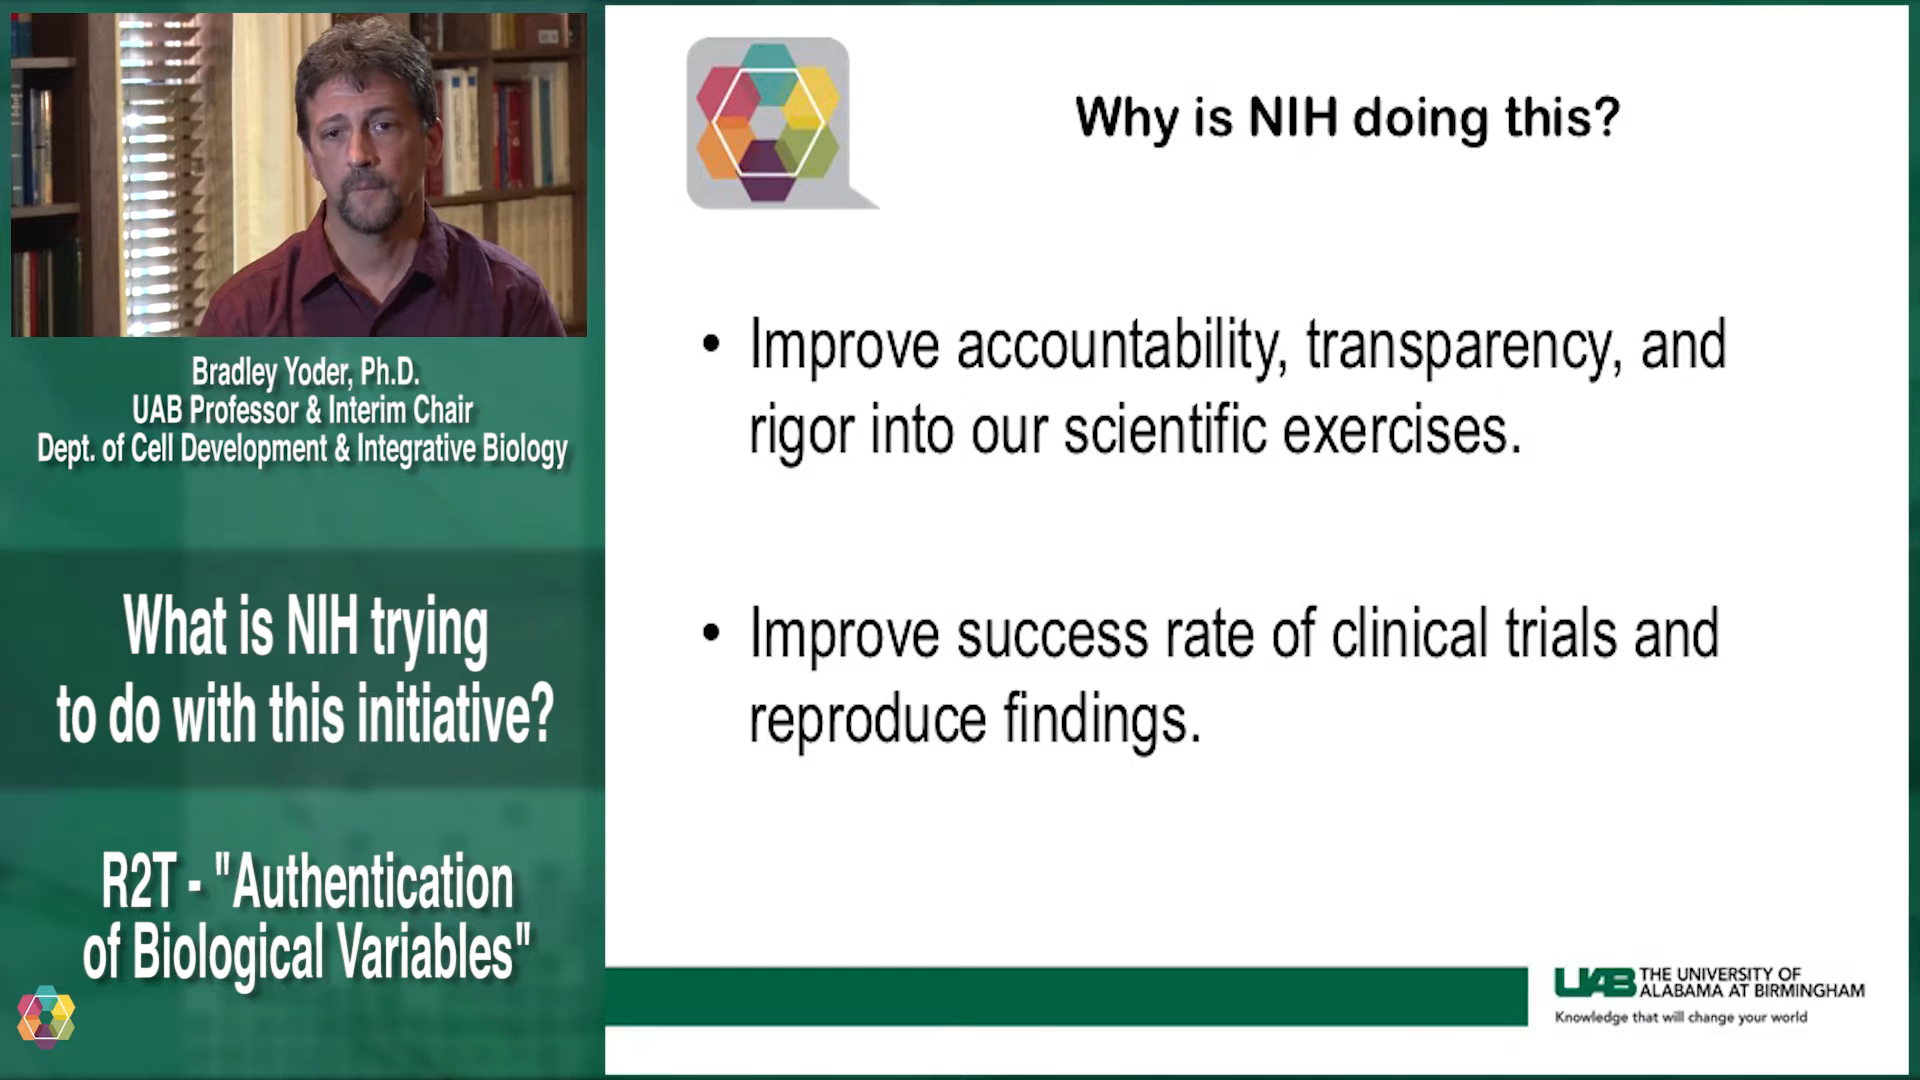 Bradley Yoder, Ph.D.
UAB Professor & Interim Chair
Dept. of Cell Development & Integrative Biology
What is NIH trying
to do with this initiative?
R2T - "Authentication
of Biological Variables"
Why is NIH doing this?
• Improve accountability, transparency, and
rigor into our scientific exercises.
• Improve success rate of clinical trials and
reproduce findings.
UAB THE UNIVERSITY OF
ALABAMA AT BIRMINGHAM
Knowledge that will change your world